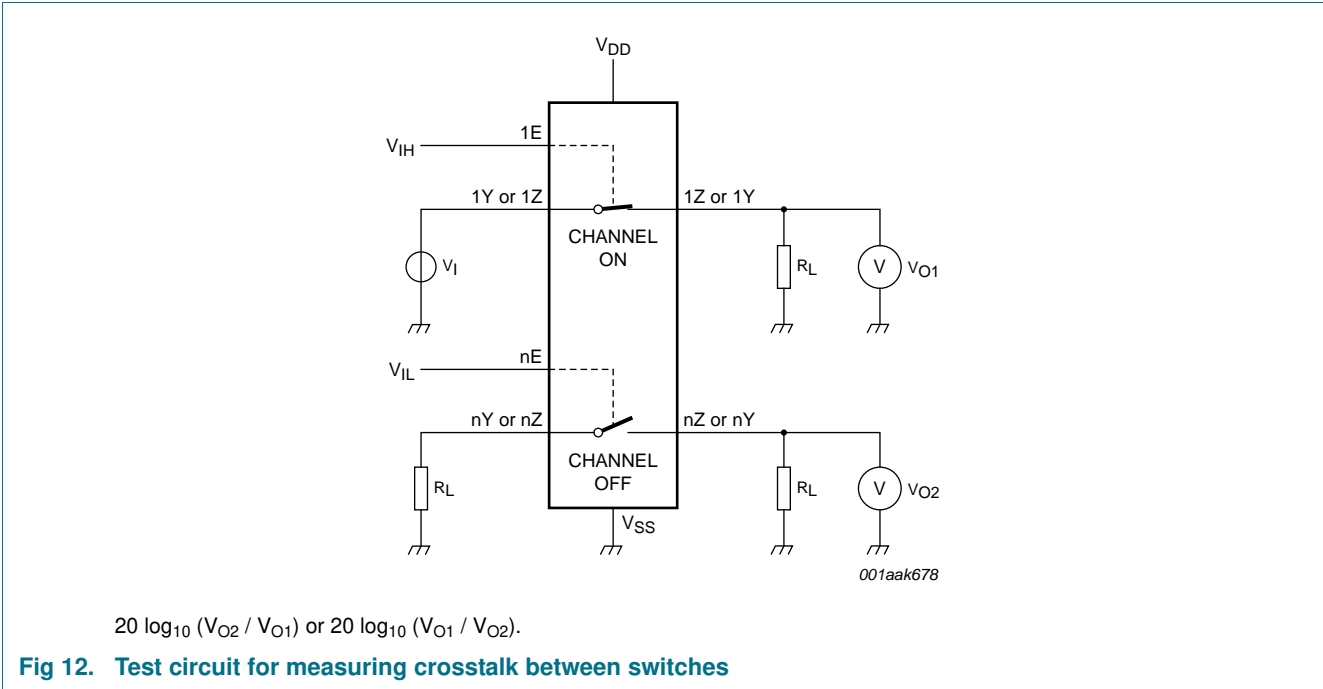 VDD
1E
VIH
1Y or 1Z
1Z or 1Y
CHANNEL
ON
VI
RL
V
VO1
nE
VIL
nY or nZ
nZ or nY
CHANNEL
OFF
RL
RL
V
VO2
VSS
001aak678
20 log10 (VO2 / VO1) or 20 log10 (VO1 / VO2).
Fig 12. Test circuit for measuring crosstalk between switches